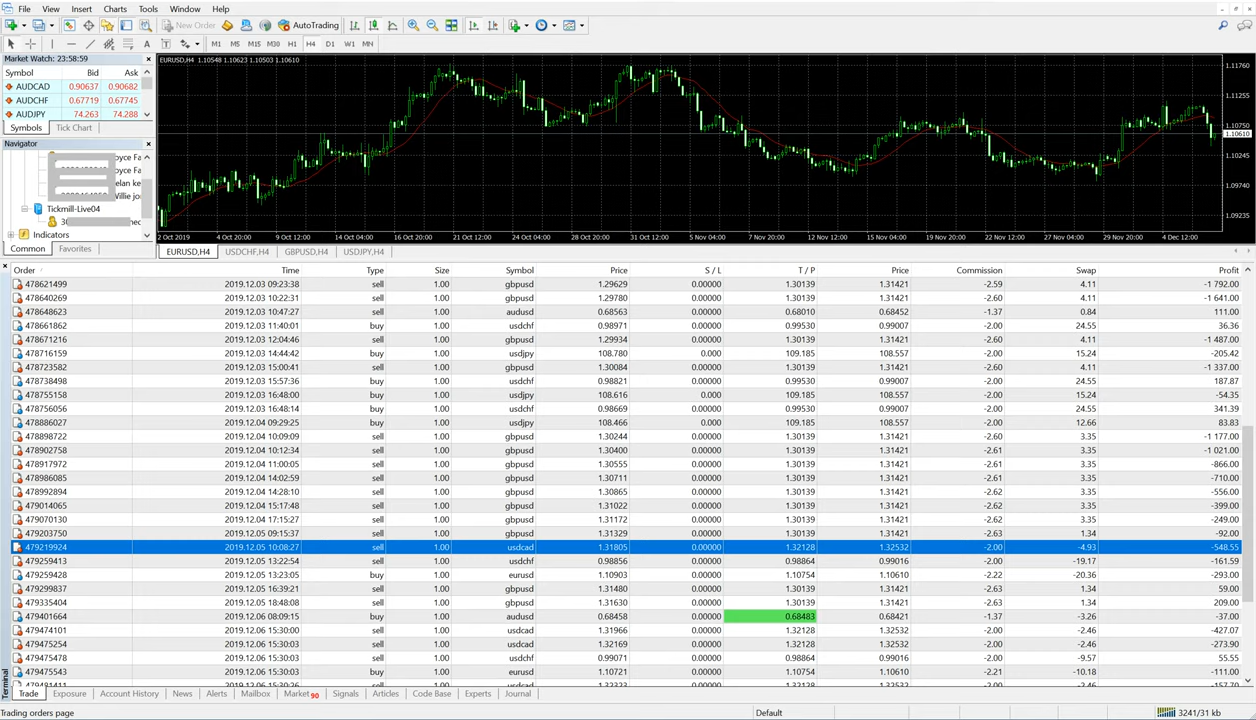 File View Insert Charts Tools Window Help
New Order AutoTrading
A T M1 M5 M15 M30 H1 H4 D1 W1 MN
Market Watch: 23:58:59
Symbol Bid Ask
AUDCAD 0.90637 0.90682
AUDCHF 0.67719 0.67745
AUDJPY 74.263 74.288
Symbols Tick Chart
Navigator
oyce Fa
oyce Fa
elan ke
Willie jo
Tickmill-Live04
Indicators
Common Favorites
EURUSD,H4 1.10548 1.10623 1.10503 1.10610
1.11760
1.11255
1.10750
1.10610
1.10245
1.09740
1.09235
2 Oct 2019 4 Oct 20:00 9 Oct 12:00 14 Oct 04:00 16 Oct 20:00 21 Oct 12:00 24 Oct 04:00 28 Oct 20:00 31 Oct 12:00 5 Nov 04:00 7 Nov 20:00 12 Nov 12:00 15 Nov 04:00 19 Nov 20:00 22 Nov 12:00 27 Nov 04:00 29 Nov 20:00 4 Dec 12:00
EURUSD,H4 USDCHF,H4 GBPUSD,H4 USDJPY,H4
Order Time Type Size Symbol Price S / L T / P Price Commission Swap Profit
478621499 2019.12.03 09:23:38 sell 1.00 gbpusd 1.29629 0.00000 1.30139 1.31421 -2.59 4.11 -1 792.00
478640269 2019.12.03 10:22:31 sell 1.00 gbpusd 1.29780 0.00000 1.30139 1.31421 -2.60 4.11 -1 641.00
478648623 2019.12.03 10:47:27 sell 1.00 audusd 0.68563 0.00000 0.68010 0.68452 -1.37 0.84 111.00
478661862 2019.12.03 11:40:01 buy 1.00 usdchf 0.98971 0.00000 0.99530 0.99007 -2.00 24.55 36.36
478671216 2019.12.03 12:04:46 sell 1.00 gbpusd 1.29934 0.00000 1.30139 1.31421 -2.60 4.11 -1 487.00
478716159 2019.12.03 14:44:42 buy 1.00 usdjpy 108.780 0.000 109.185 108.557 -2.00 15.24 -205.42
478723582 2019.12.03 15:00:41 sell 1.00 gbpusd 1.30084 0.00000 1.30139 1.31421 -2.60 4.11 -1 337.00
478738498 2019.12.03 15:57:36 buy 1.00 usdchf 0.98821 0.00000 0.99530 0.99007 -2.00 24.55 187.87
478755158 2019.12.03 16:48:00 buy 1.00 usdjpy 108.616 0.000 109.185 108.557 -2.00 15.24 -54.35
478756056 2019.12.03 16:48:14 buy 1.00 usdchf 0.98669 0.00000 0.99530 0.99007 -2.00 24.55 341.39
478886027 2019.12.04 09:29:25 buy 1.00 usdjpy 108.466 0.000 109.185 108.557 -2.00 12.66 83.83
478898722 2019.12.04 10:09:09 sell 1.00 gbpusd 1.30244 0.00000 1.30139 1.31421 -2.60 3.35 -1 177.00
478902758 2019.12.04 10:12:34 sell 1.00 gbpusd 1.30400 0.00000 1.30139 1.31421 -2.61 3.35 -1 021.00
478917972 2019.12.04 11:00:05 sell 1.00 gbpusd 1.30555 0.00000 1.30139 1.31421 -2.61 3.35 -866.00
478986085 2019.12.04 14:02:59 sell 1.00 gbpusd 1.30711 0.00000 1.30139 1.31421 -2.61 3.35 -710.00
478992894 2019.12.04 14:28:10 sell 1.00 gbpusd 1.30865 0.00000 1.30139 1.31421 -2.62 3.35 -556.00
479014065 2019.12.04 15:17:48 sell 1.00 gbpusd 1.31022 0.00000 1.30139 1.31421 -2.62 3.35 -399.00
479070130 2019.12.04 17:15:27 sell 1.00 gbpusd 1.31172 0.00000 1.30139 1.31421 -2.62 3.35 -249.00
479203750 2019.12.05 09:15:37 sell 1.00 gbpusd 1.31329 0.00000 1.30139 1.31421 -2.63 1.34 -92.00
479219924 2019.12.05 10:08:27 sell 1.00 usdcad 1.31805 0.00000 1.32128 1.32532 -2.00 -4.93 -548.55
479259413 2019.12.05 13:22:54 sell 1.00 usdchf 0.98856 0.00000 0.98864 0.99016 -2.00 -19.17 -161.59
479259428 2019.12.05 13:23:05 buy 1.00 eurusd 1.10903 0.00000 1.10754 1.10610 -2.22 -20.36 -293.00
479299837 2019.12.05 16:39:21 sell 1.00 gbpusd 1.31480 0.00000 1.30139 1.31421 -2.63 1.34 59.00
479335404 2019.12.05 18:48:08 sell 1.00 gbpusd 1.31630 0.00000 1.30139 1.31421 -2.63 1.34 209.00
479401664 2019.12.06 08:09:15 buy 1.00 audusd 0.68458 0.00000 0.68483 0.68421 -1.37 -3.26 -37.00
479474101 2019.12.06 15:30:00 sell 1.00 usdcad 1.31966 0.00000 1.32128 1.32532 -2.46 -2.46 -427.07
479475254 2019.12.06 15:30:03 sell 1.00 usdcad 1.32169 0.00000 1.32128 1.32532 -2.46 -2.46 -273.90
479475478 2019.12.06 15:30:03 sell 1.00 usdchf 0.99071 0.00000 0.98864 0.99016 -2.00 -9.57 55.55
479475543 2019.12.06 15:30:03 buy 1.00 eurusd 1.10721 0.00000 1.10754 1.10610 -2.21 -10.18 -111.00
Terminal
Trade Exposure Account History News Alerts Mailbox Market 90 Signals Articles Code Base Experts Journal
Trading orders page Default 3241/31 kb